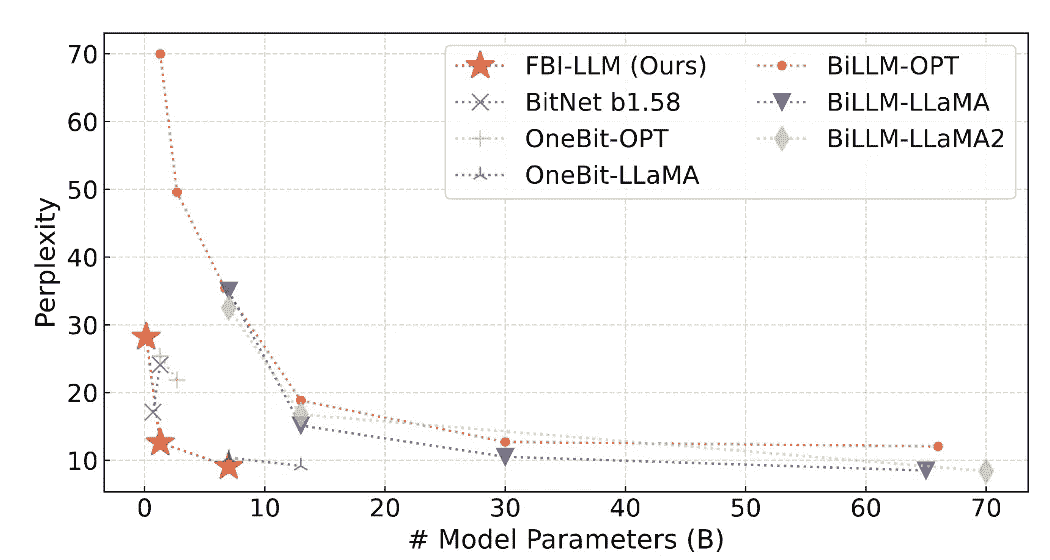 70
60
50
40
30
20
10
Perplexity
FBI-LLM (Ours)
BitNet b1.58
OneBit-OPT
OneBit-LLaMA
BiLLM-OPT
BiLLM-LLaMA
BiLLM-LLaMA2
0 10 20 30 40 50 60 70
# Model Parameters (B)